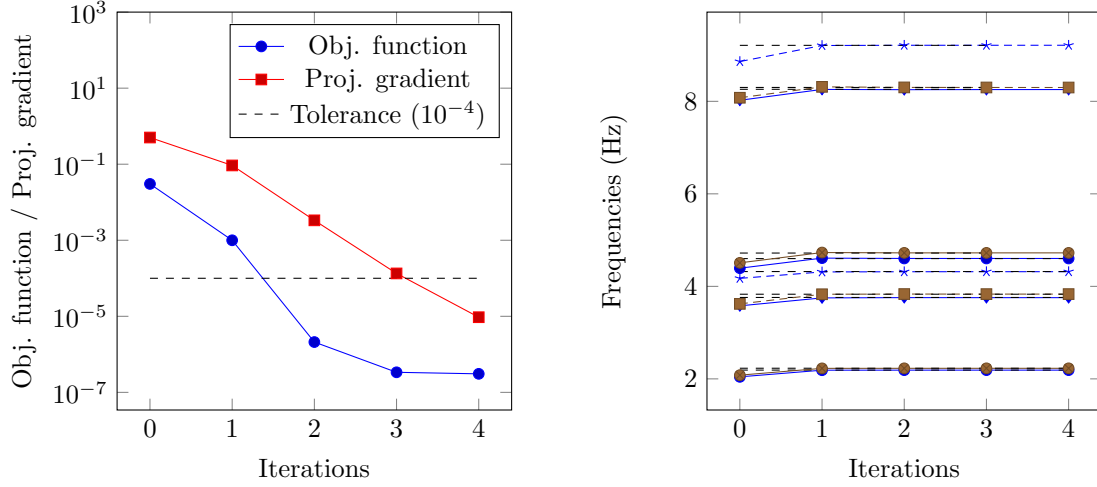 10^3
10^1
10^{-1}
10^{-3}
10^{-5}
10^{-7}
Obj. function / Proj. gradient
Obj. function
Proj. gradient
Tolerance (10^{-4})
0 1 2 3 4
Iterations
8
6
4
2
Frequencies (Hz)
0 1 2 3 4
Iterations